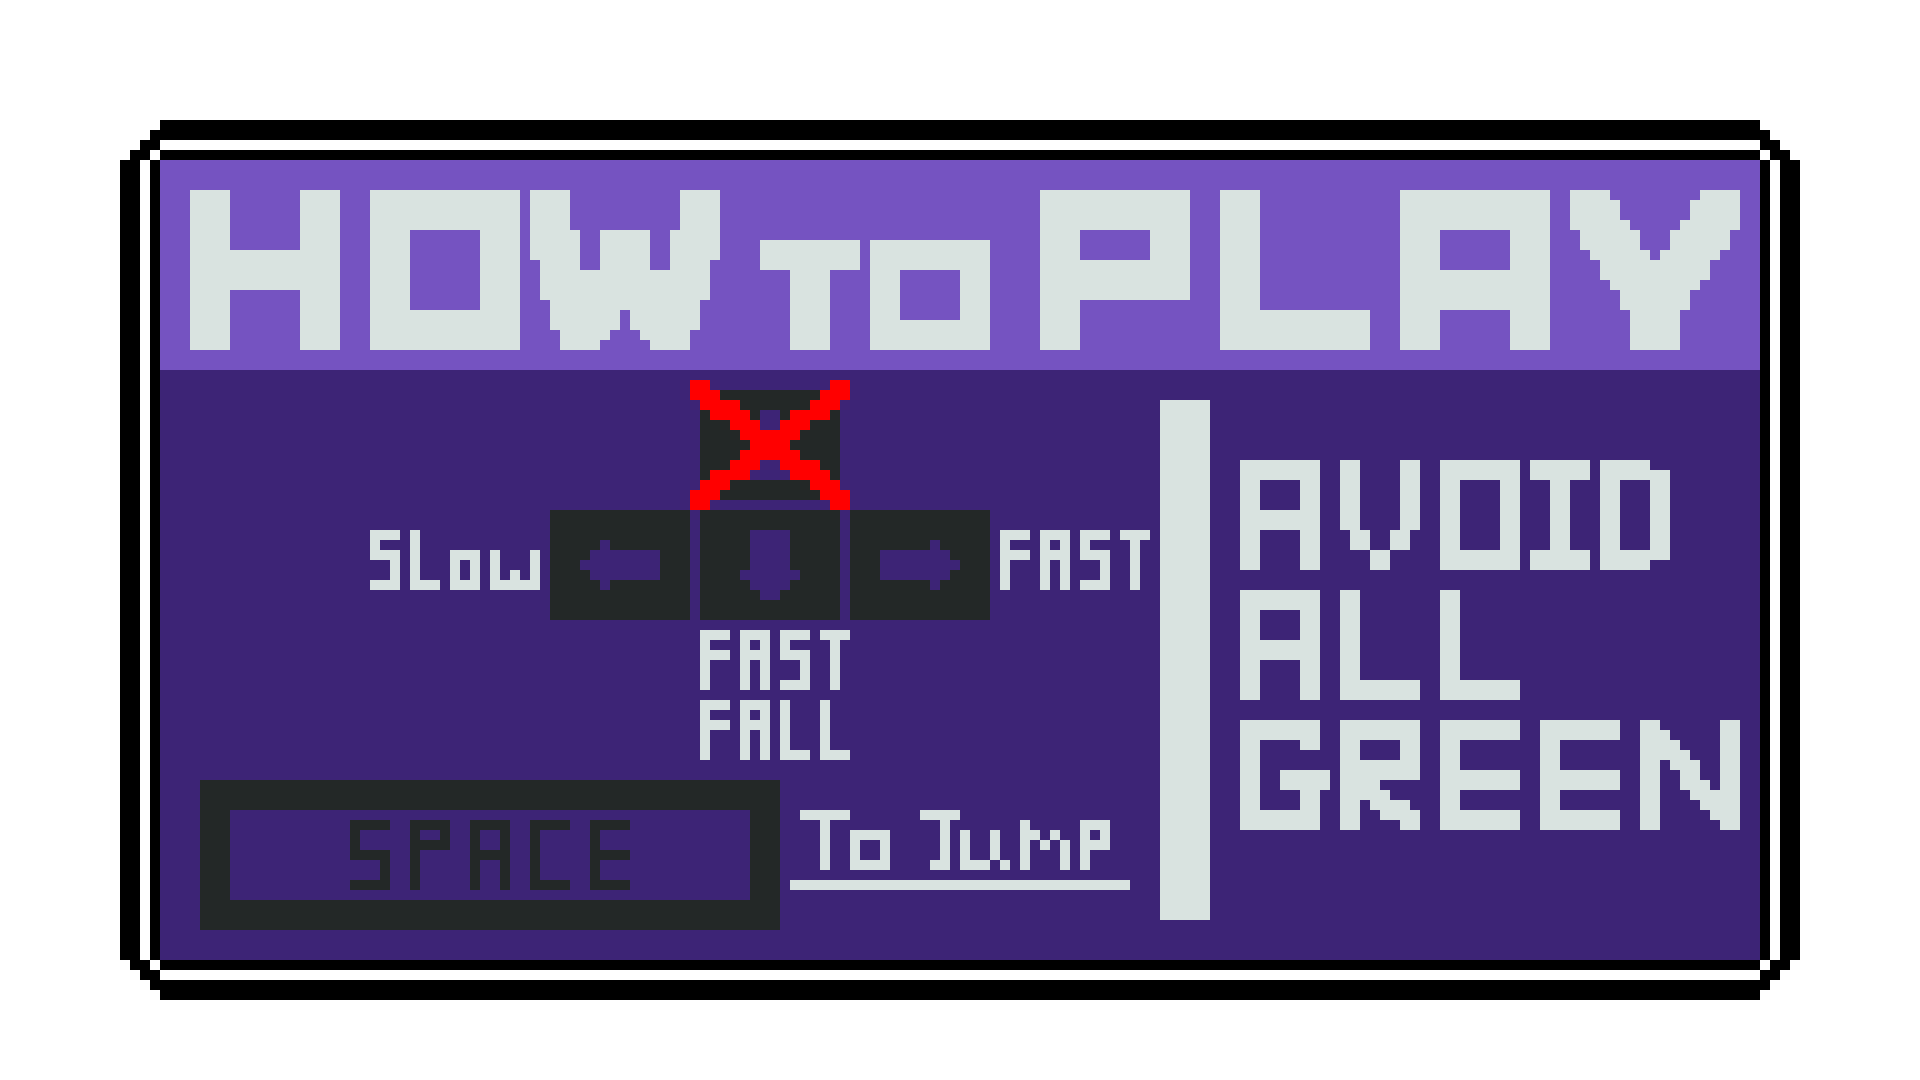 HOW TO PLAY
SLow FAST
FAST
FALL
SPACE To Jump
AVOID
ALL
GREEN